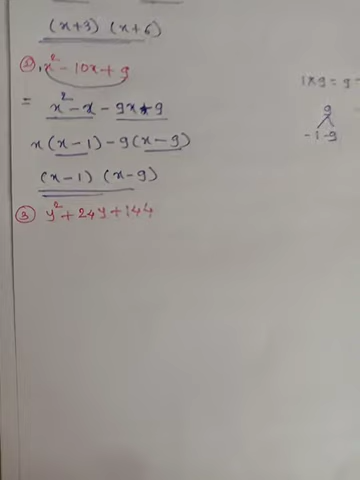 (x+3) (x+6)
② x² - 10x + 9
1×9 = 9
= x² - x - 9x + 9
9
-1 -9
x(x-1) - 9(x-9)
(x-1) (x-9)
③ y² + 24y + 144